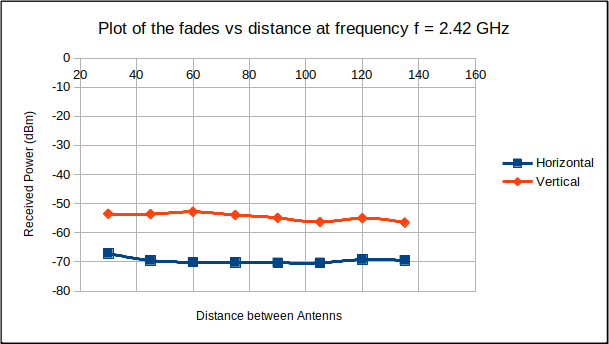 Plot of the fades vs distance at frequency f = 2.42 GHz
0
20 40 60 80 100 120 140 160
-10
-20
-30
-40
-50
-60
-70
-80
Received Power (dBm)
Distance between Antenns
Horizontal
Vertical